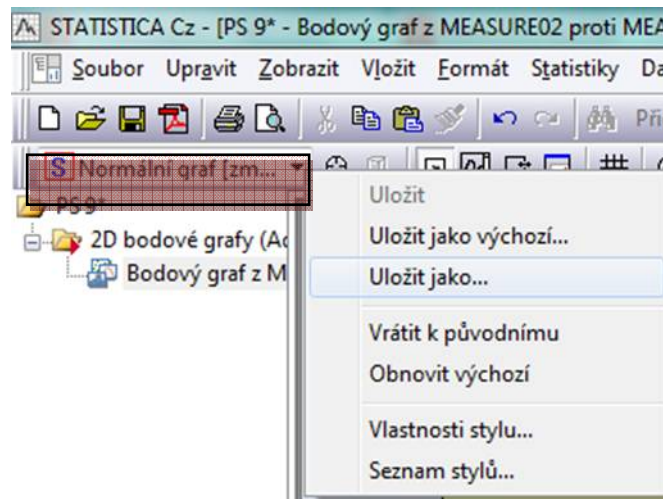 STATISTICA Cz - [PS 9* - Bodový graf z MEASURE02 proti MEA
Soubor Upravit Zobrazit Vložit Formát Statistiky Da
Při
S Normální graf [zm...
PS 9*
2D bodové grafy (Ad
Bodový graf z M
Uložit
Uložit jako výchozí...
Uložit jako...
Vrátit k původnímu
Obnovit výchozí
Vlastnosti stylu...
Seznam stylů...